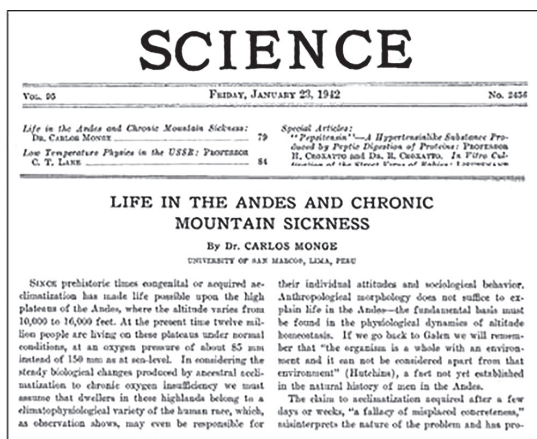 SCIENCE
VOL. 95
FRIDAY, JANUARY 23, 1942
No. 2456
Life in the Andes and Chronic Mountain Sickness:
DR. CARLOS MONGE 79
Low Temperature Physics in the USSR: PROFESSOR
C. T. LANE 84
Special Articles:
"Pepsitensin"—A Hypertensinlike Substance Pro-
duced by Peptic Digestion of Proteins: PROFESSOR
H. CROXATTO and DR. R. CROXATTO. In Vitro Cul-
LIFE IN THE ANDES AND CHRONIC
MOUNTAIN SICKNESS
By Dr. CARLOS MONGE
UNIVERSITY OF SAN MARCOS, LIMA, PERU
SINCE prehistoric times congenital or acquired ac-
climatization has made life possible upon the high
plateaus of the Andes, where the altitude varies from
10,000 to 16,000 feet. At the present time twelve mil-
lion people are living on these plateaus under normal
conditions, at an oxygen pressure of about 85 mm
instead of 150 mm as at sea-level. In considering the
steady biological changes produced by ancestral accli-
matization to chronic oxygen insufficiency we must
assume that dwellers in these highlands belong to a
climatophysiological variety of the human race, which,
as observation shows, may even be responsible for
their individual attitudes and sociological behavior.
Anthropological morphology does not suffice to ex-
plain life in the Andes—the fundamental basis must
be found in the physiological dynamics of altitude
homeostasis. If we go back to Galen we will remem-
ber that "the organism is a whole with an environ-
ment and it can not be considered apart from that
environment" (Hutchins), a fact not yet established
in the natural history of men in the Andes.
The claim to acclimatization acquired after a few
days or weeks, "a fallacy of misplaced concreteness,"
misinterprets the nature of the problem and has pro-